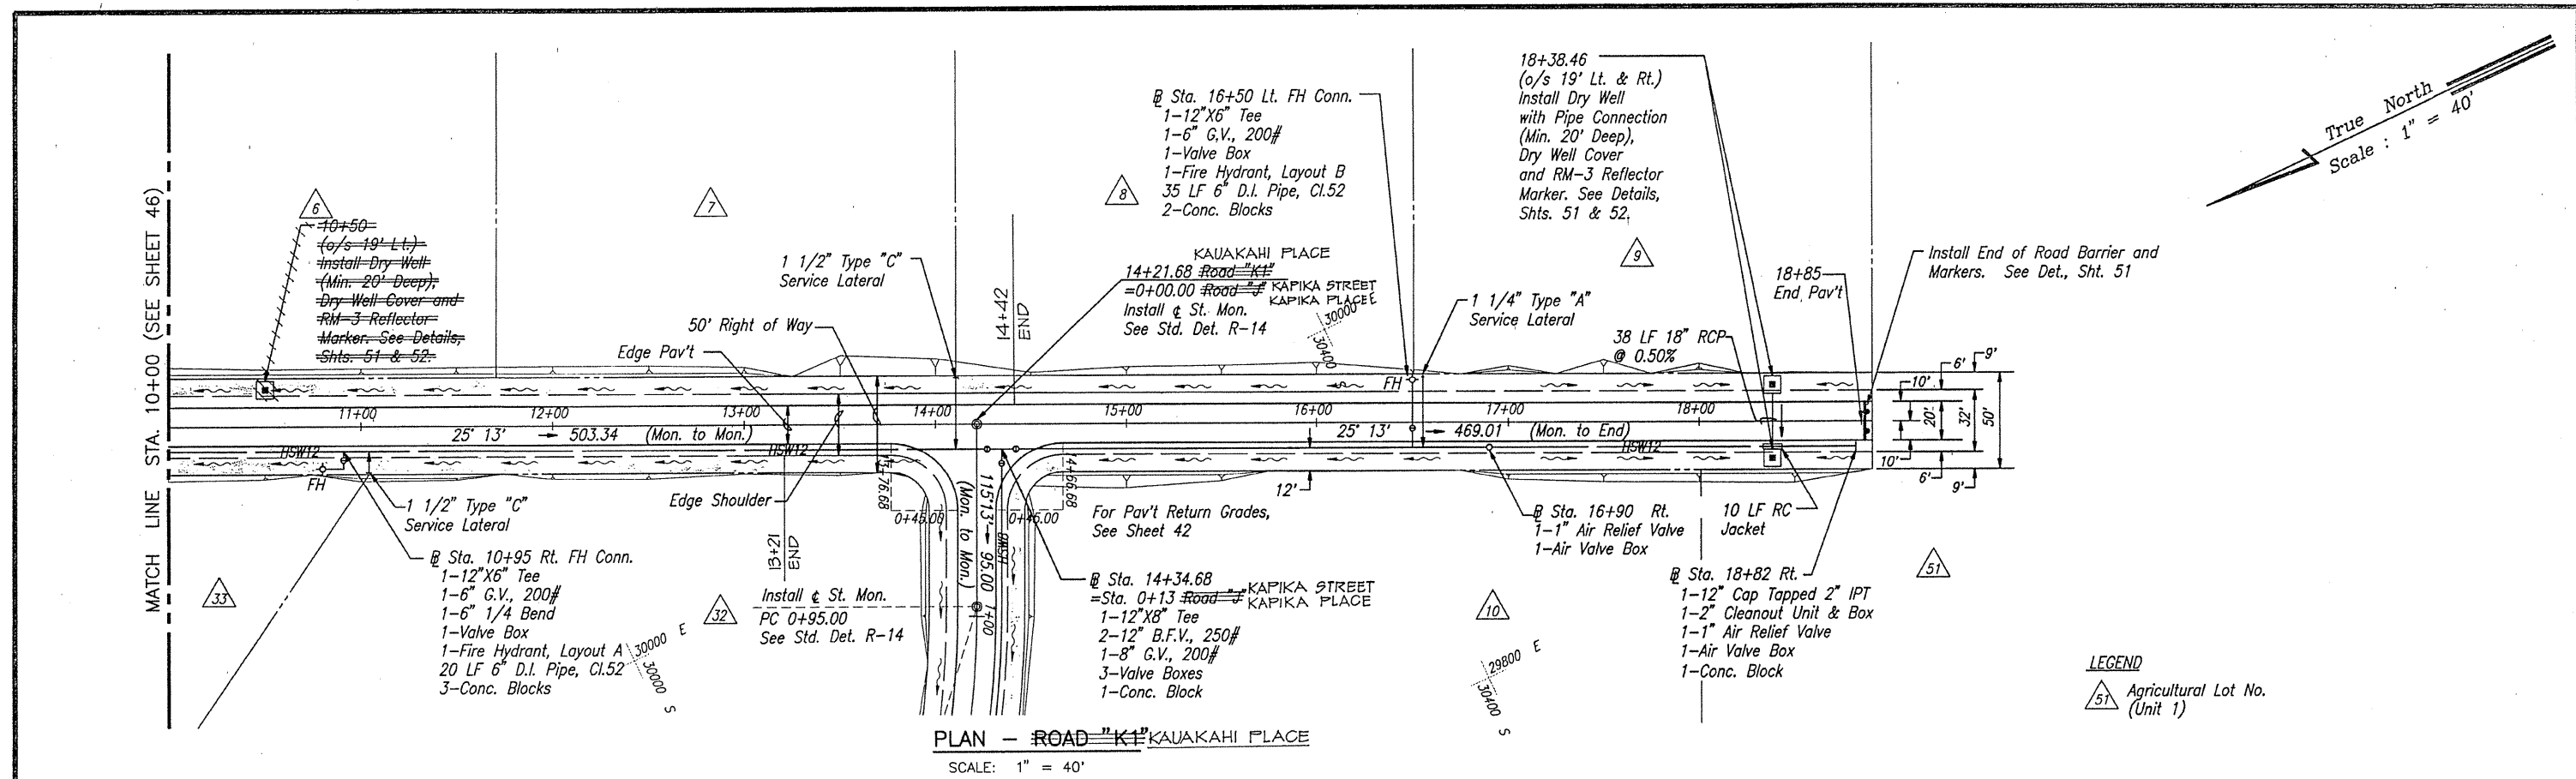 MATCH LINE STA. 10+00 (SEE SHEET 46)
6
10+50
(o/s 19' Lt.)
Install Dry Well
(Min. 20' Deep),
Dry Well Cover and
RM-3 Reflector
Marker. See Details,
Shts. 51 & 52.
7
1 1/2" Type "C"
Service Lateral
50' Right of Way
Edge Pav't
14+42
END
8
℄ Sta. 16+50 Lt. FH Conn.
1-12"X6" Tee
1-6" G.V., 200#
1-Valve Box
1-Fire Hydrant, Layout B
35 LF 6" D.I. Pipe, Cl.52
2-Conc. Blocks
KAUAKAHI PLACE
14+21.68 Road "K1"
=0+00.00 Road "J" KAPIKA STREET
KAPIKA PLACE
Install ℄ St. Mon.
See Std. Det. R-14
30000
30400
1 1/4" Type "A"
Service Lateral
18+38.46
(o/s 19' Lt. & Rt.)
Install Dry Well
with Pipe Connection
(Min. 20' Deep),
Dry Well Cover
and RM-3 Reflector
Marker. See Details,
Shts. 51 & 52.
9
38 LF 18" RCP
@ 0.50%
18+85
End Pav't
Install End of Road Barrier and
Markers. See Det., Sht. 51
True North
Scale : 1" = 40'
FH
11+00
12+00
13+00
14+00
15+00
16+00
17+00
18+00
25° 13' 503.34 (Mon. to Mon.)
25° 13' 469.01 (Mon. to End)
HSW12
HSW12
HSW12
9'
6'
10'
20'
32'
50'
10'
6'
9'
12'
FH
1 1/2" Type "C"
Service Lateral
Edge Shoulder
13+21
END
13+76.68
14+66.68
0+45.00
0+45.00
115°13' 95.00
(Mon. to Mon.)
1+00
HSW8
For Pav't Return Grades,
See Sheet 42
℄ Sta. 16+90 Rt.
1-1" Air Relief Valve
1-Air Valve Box
10 LF RC
Jacket
33
℄ Sta. 10+95 Rt. FH Conn.
1-12"X6" Tee
1-6" G.V., 200#
1-6" 1/4 Bend
1-Valve Box
1-Fire Hydrant, Layout A
20 LF 6" D.I. Pipe, Cl.52
3-Conc. Blocks
30000 E
30000 S
32
Install ℄ St. Mon.
PC 0+95.00
See Std. Det. R-14
℄ Sta. 14+34.68
=Sta. 0+13 Road "J" KAPIKA STREET
KAPIKA PLACE
1-12"X8" Tee
2-12" B.F.V., 250#
1-8" G.V., 200#
3-Valve Boxes
1-Conc. Block
10
29800 E
30400 S
℄ Sta. 18+82 Rt.
1-12" Cap Tapped 2" IPT
1-2" Cleanout Unit & Box
1-1" Air Relief Valve
1-Air Valve Box
1-Conc. Block
51
LEGEND
51 Agricultural Lot No.
(Unit 1)
PLAN - ROAD "K1" KAUAKAHI PLACE
SCALE: 1" = 40'